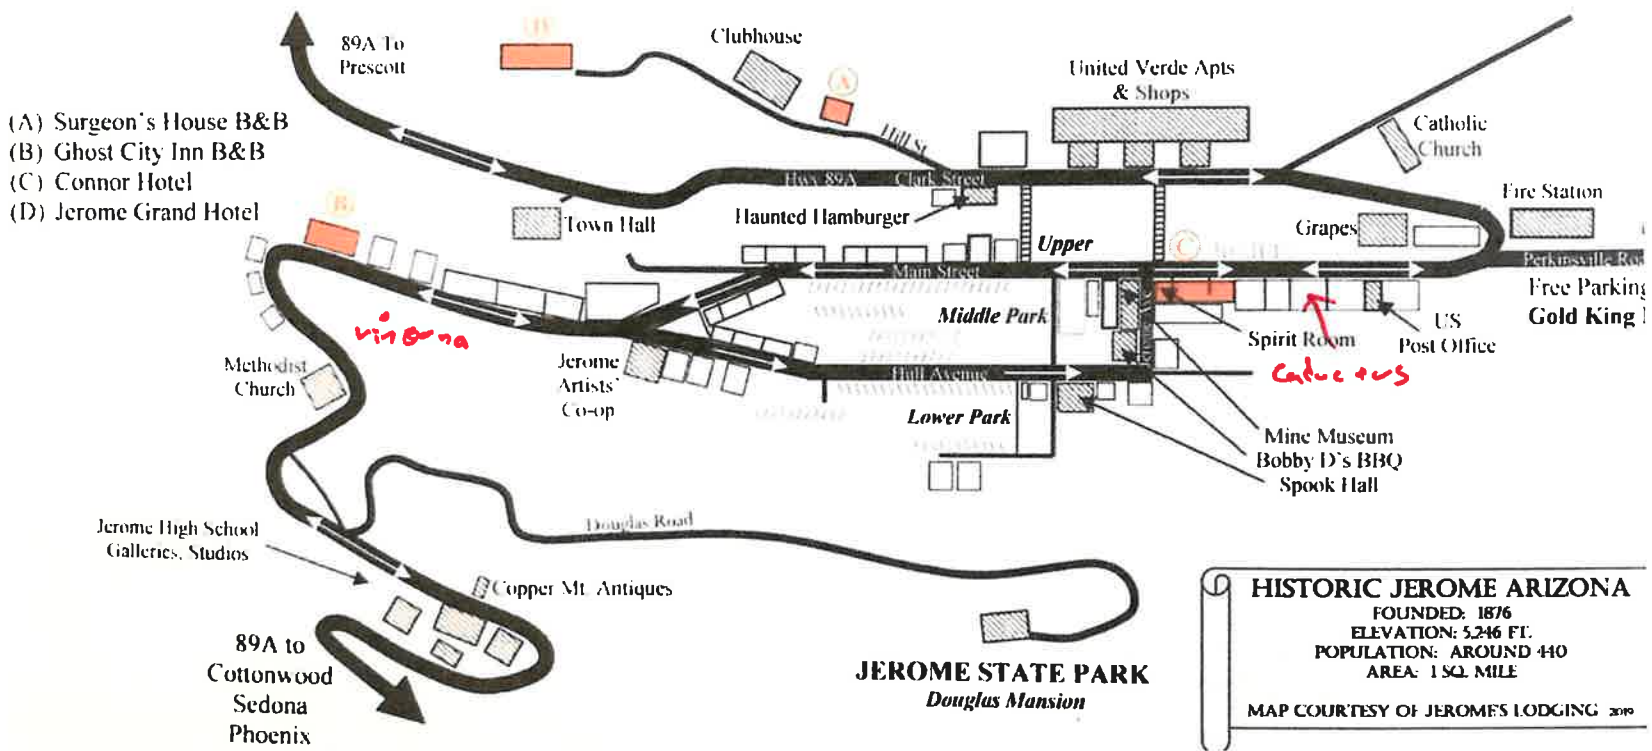 89A To
Prescott
(A) Surgeon's House B&B
(B) Ghost City Inn B&B
(C) Connor Hotel
(D) Jerome Grand Hotel
D
Clubhouse
A
Hill St
United Verde Apts
& Shops
Catholic
Church
Hwy 89A
Clark Street
Town Hall
Haunted Hamburger
Fire Station
Grapes
B
Upper
C
Main Street
Perkinsville
Free Parking
Gold King
Middle Park
Spirit Room
US
Post Office
Methodist
Church
Jerome
Artists'
Co-op
Hull Avenue
Lower Park
Mine Museum
Bobby D's BBQ
Spook Hall
Douglas Road
Jerome High School
Galleries, Studios
Copper Mt. Antiques
89A to
Cottonwood
Sedona
Phoenix
JEROME STATE PARK
Douglas Mansion
HISTORIC JEROME ARIZONA
FOUNDED: 1876
ELEVATION: 5,246 FT.
POPULATION: AROUND 440
AREA: 1 SQ. MILE
MAP COURTESY OF JEROME'S LODGING 2019